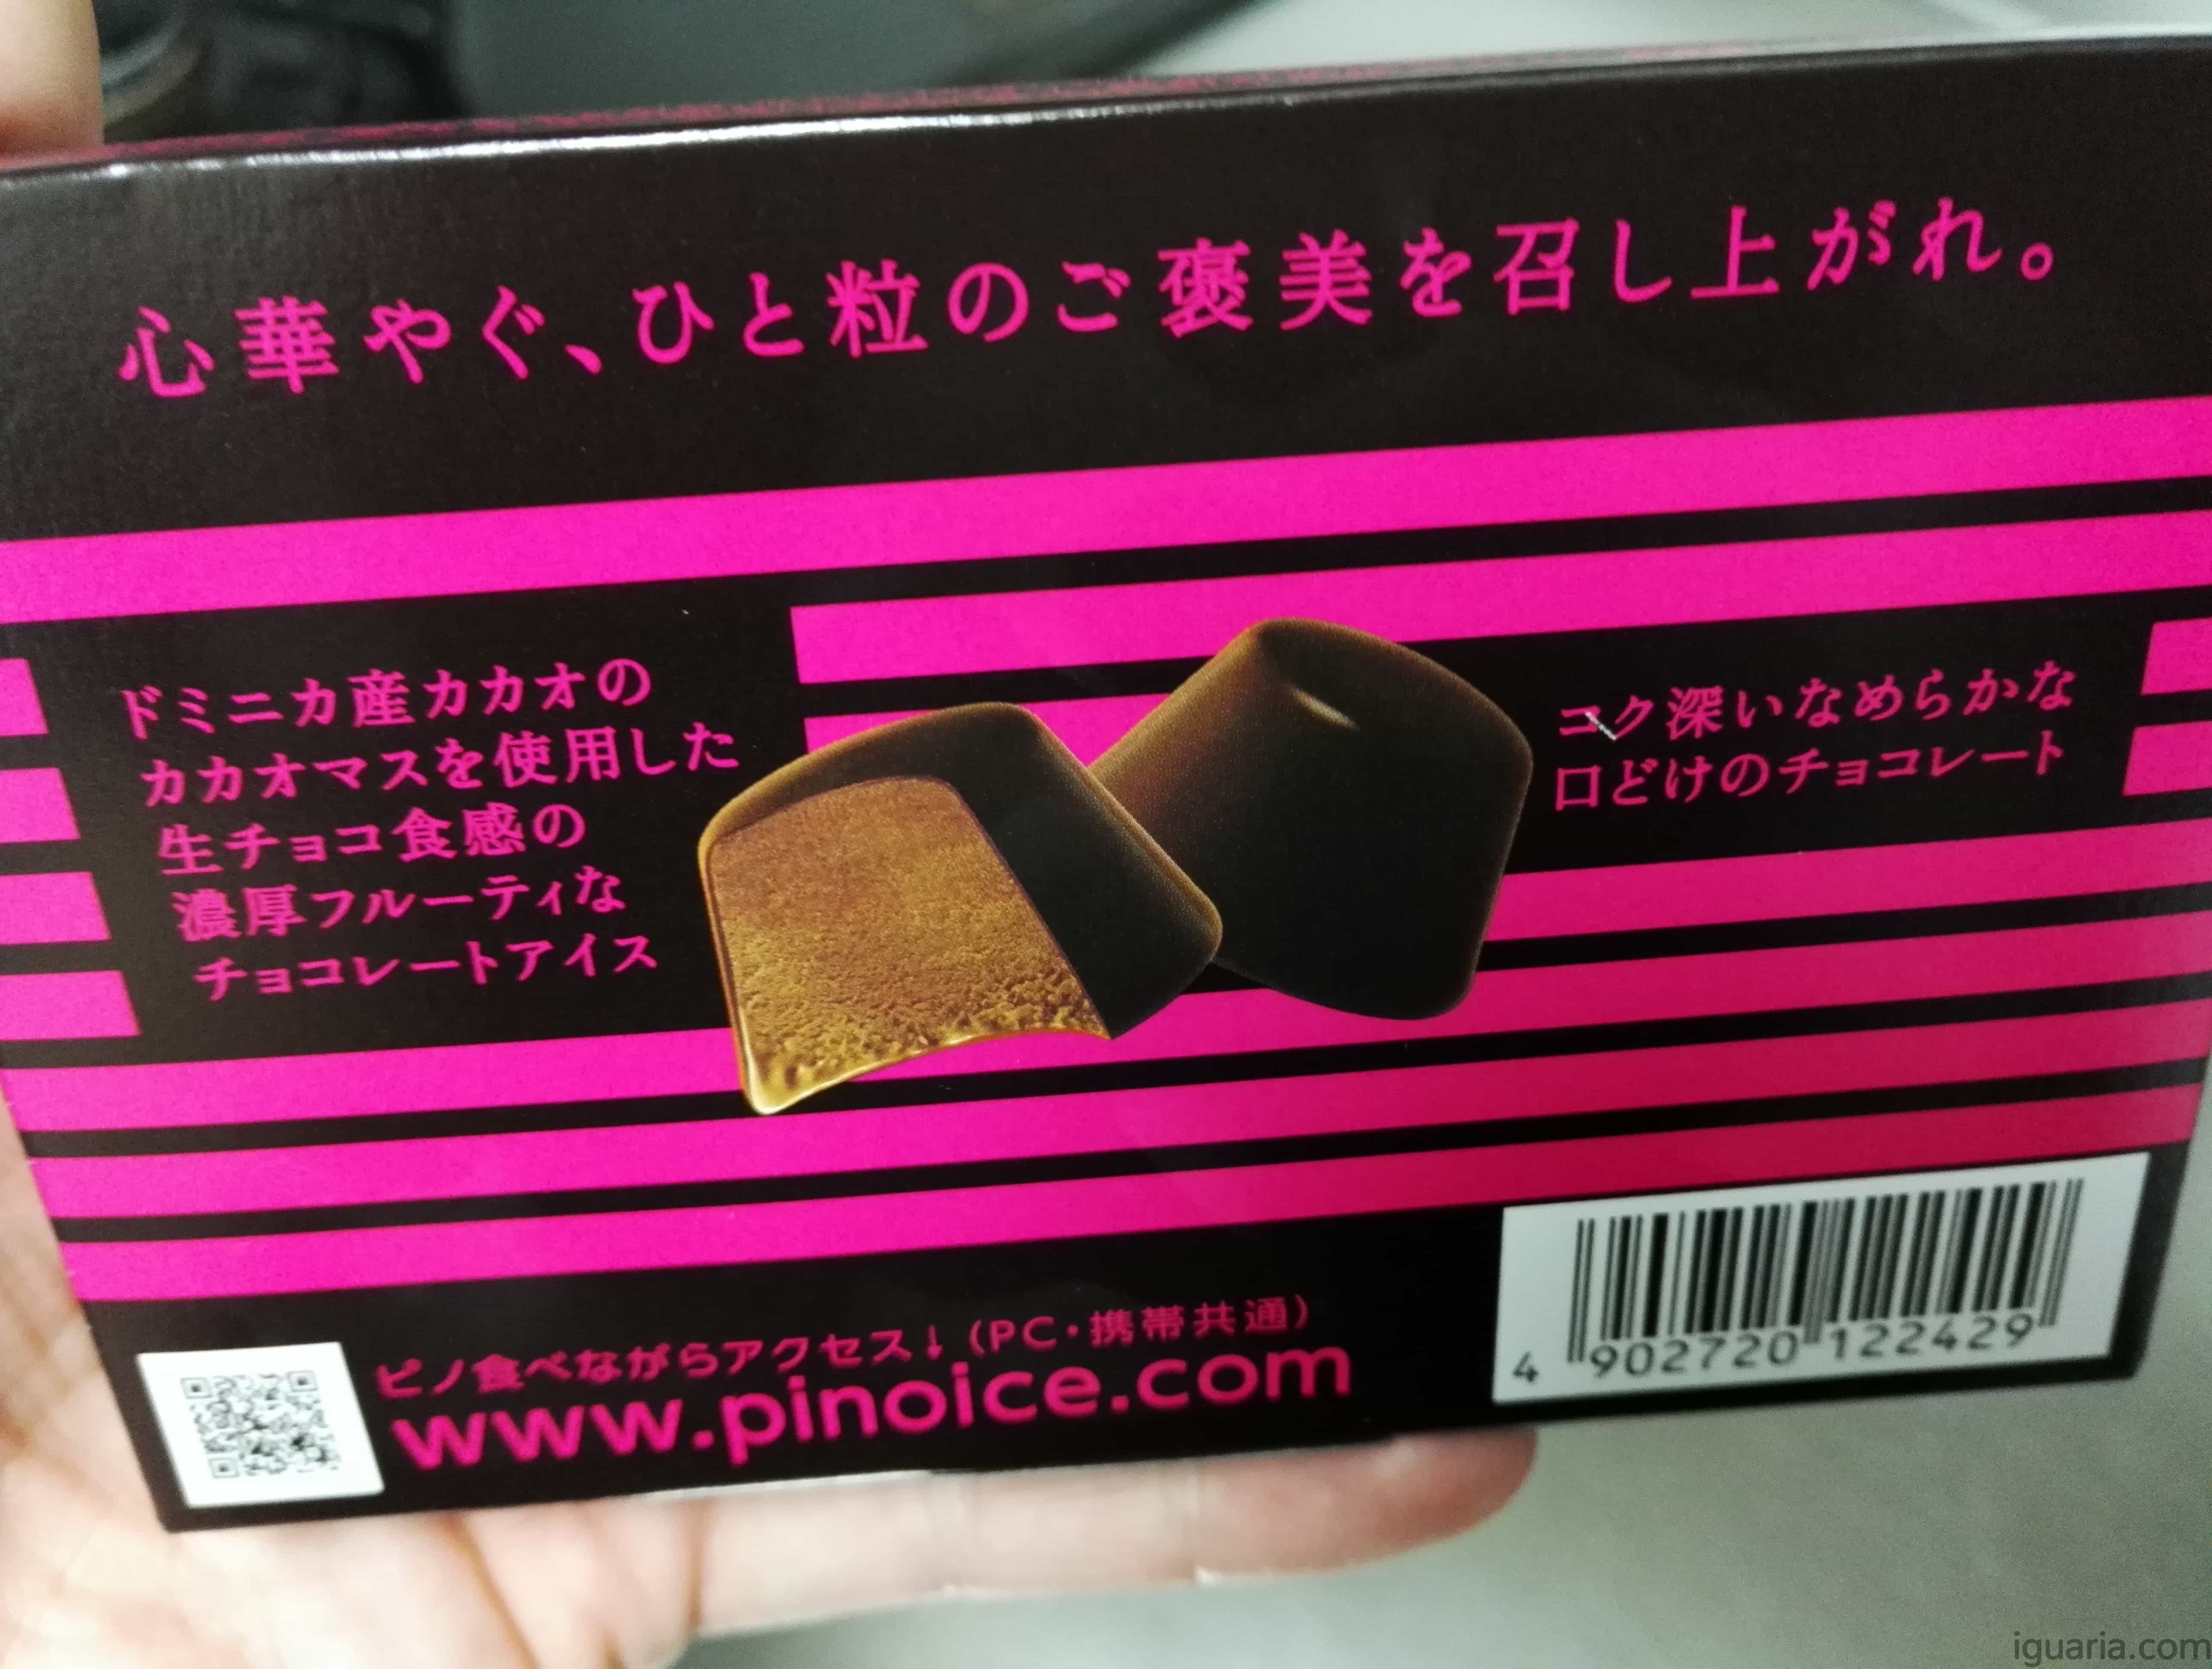 心華やぐ、ひと粒のご褒美を召し上がれ。
ドミニカ産カカオの
カカオマスを使用した
生チョコ食感の
濃厚フルーティな
チョコレートアイス
コク深いなめらかな
口どけのチョコレート
ピノ食べながらアクセス↓(PC・携帯共通)
www.pinoice.com
4 902720 122429
iguaria.com